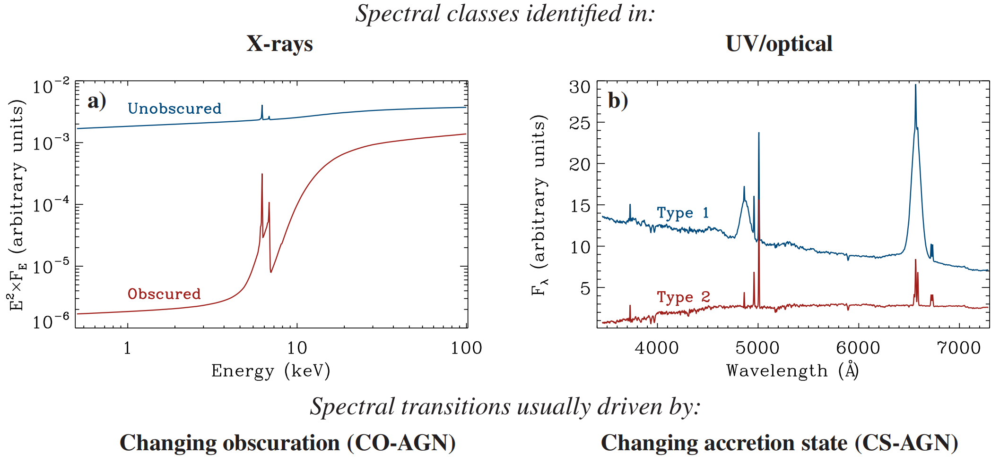 Spectral classes identified in:
X-rays
UV/optical
a)
Unobscured
Obscured
10⁻²
10⁻³
10⁻⁴
10⁻⁵
10⁻⁶
E²×F_E (arbitrary units)
1 10 100
Energy (keV)
b)
Type 1
Type 2
30
25
20
15
10
5
F_λ (arbitrary units)
4000 5000 6000 7000
Wavelength (Å)
Spectral transitions usually driven by:
Changing obscuration (CO-AGN)
Changing accretion state (CS-AGN)